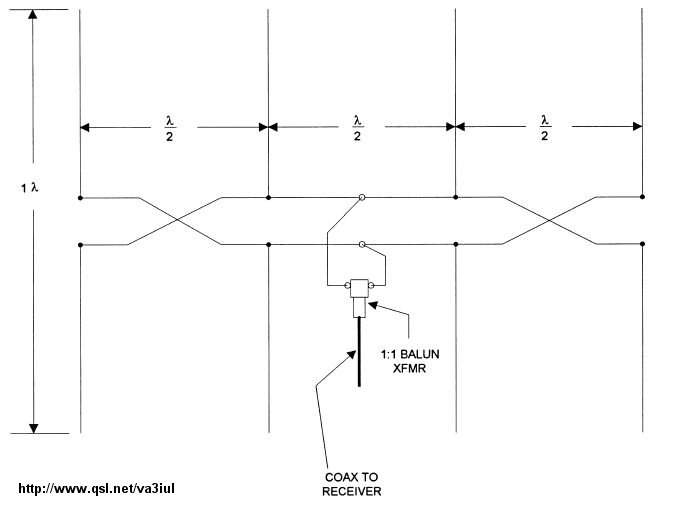 λ
2
λ
2
λ
2
1 λ
1:1 BALUN
XFMR
COAX TO
RECEIVER
http://www.qsl.net/va3iul